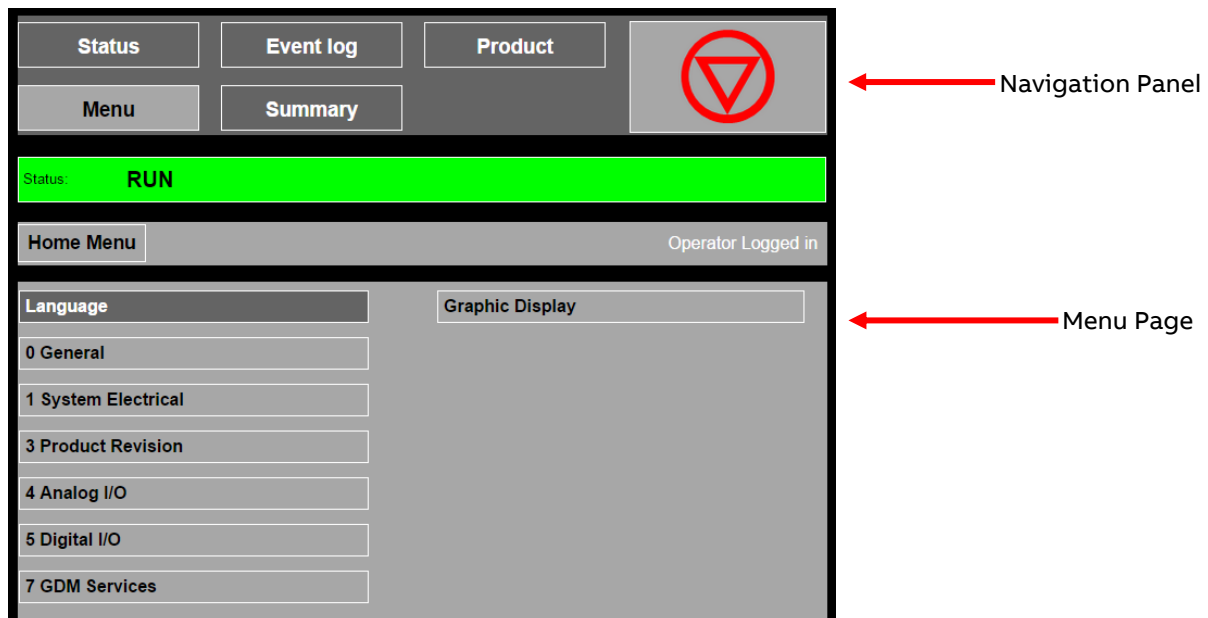 Status Event log Product
Menu Summary
Navigation Panel
Status: RUN
Home Menu Operator Logged in
Language Graphic Display
Menu Page
0 General
1 System Electrical
3 Product Revision
4 Analog I/O
5 Digital I/O
7 GDM Services